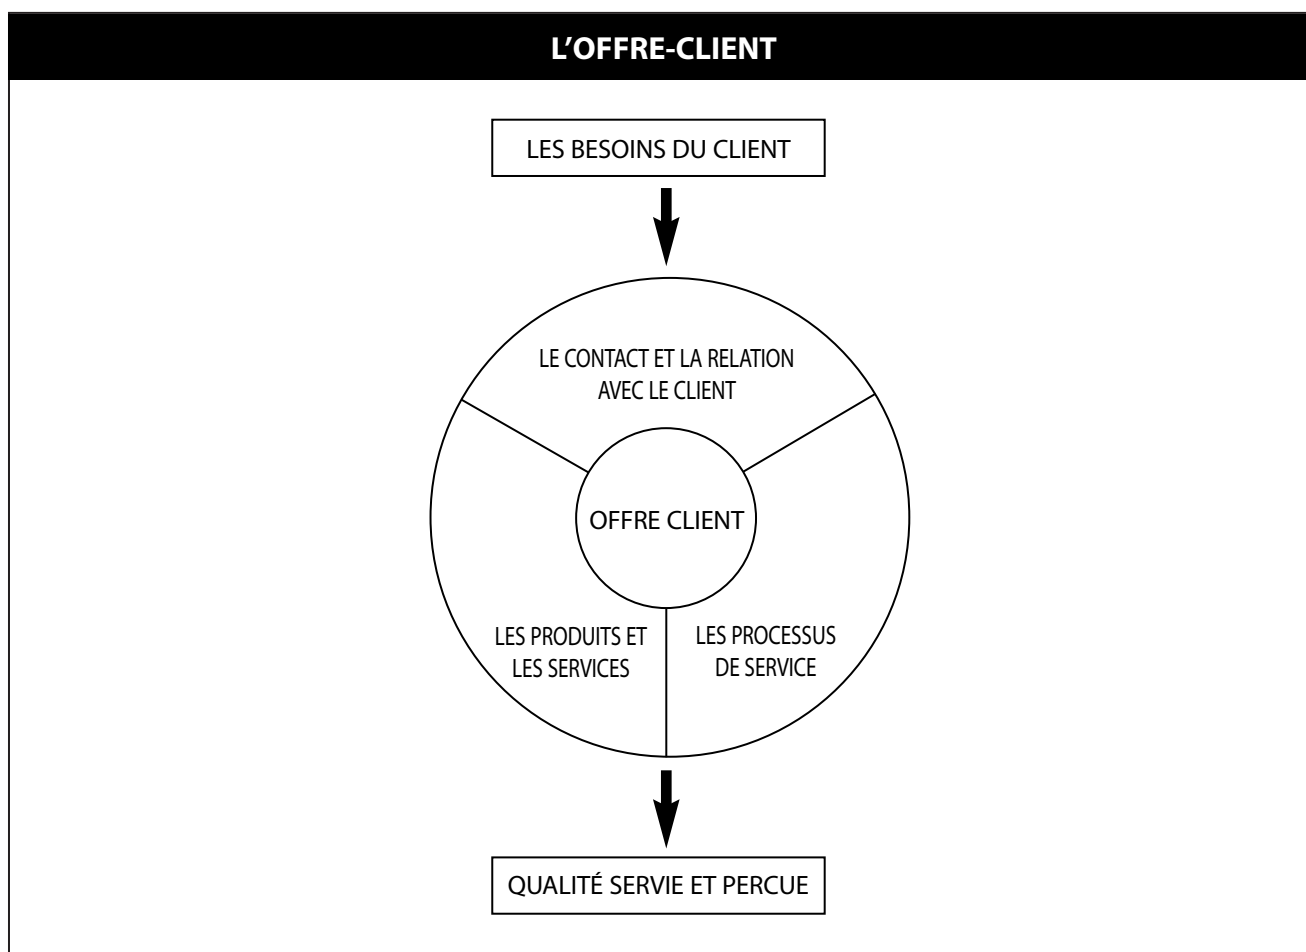 L’OFFRE-CLIENT
LES BESOINS DU CLIENT
LE CONTACT ET LA RELATION
AVEC LE CLIENT
OFFRE CLIENT
LES PRODUITS ET
LES SERVICES
LES PROCESSUS
DE SERVICE
QUALITÉ SERVIE ET PERCUE